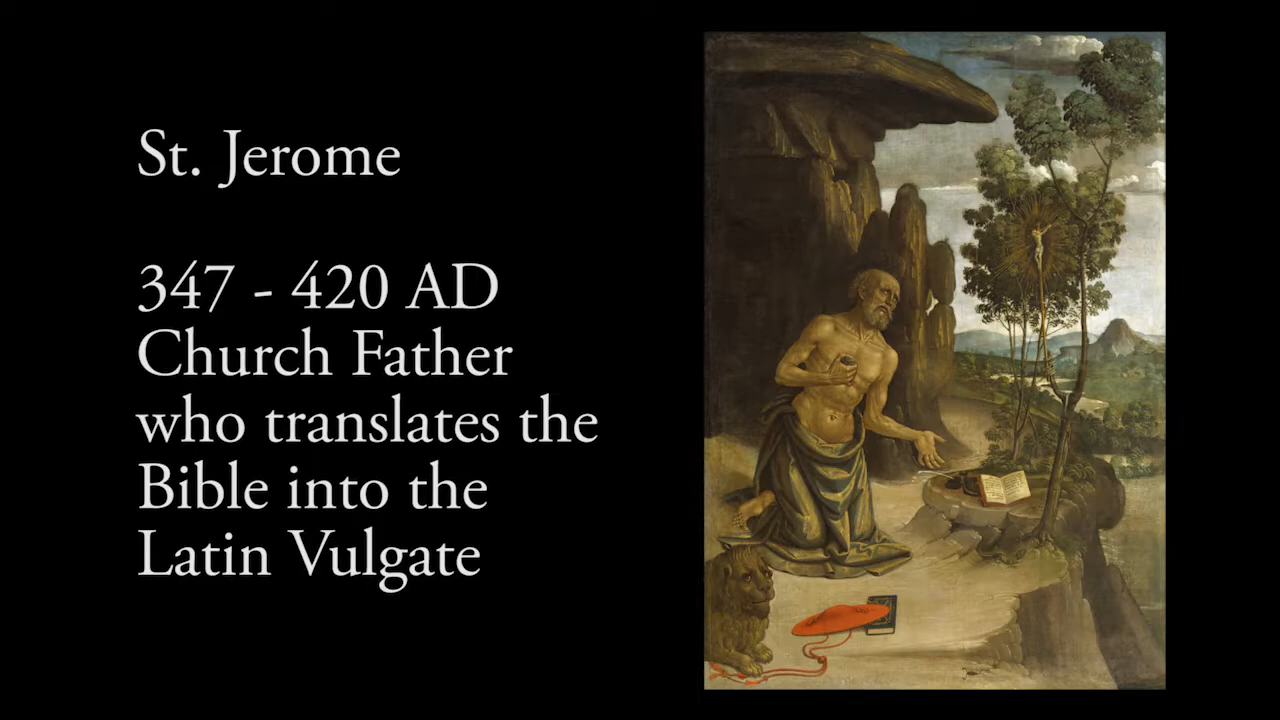 St. Jerome
347 - 420 AD
Church Father
who translates the
Bible into the
Latin Vulgate